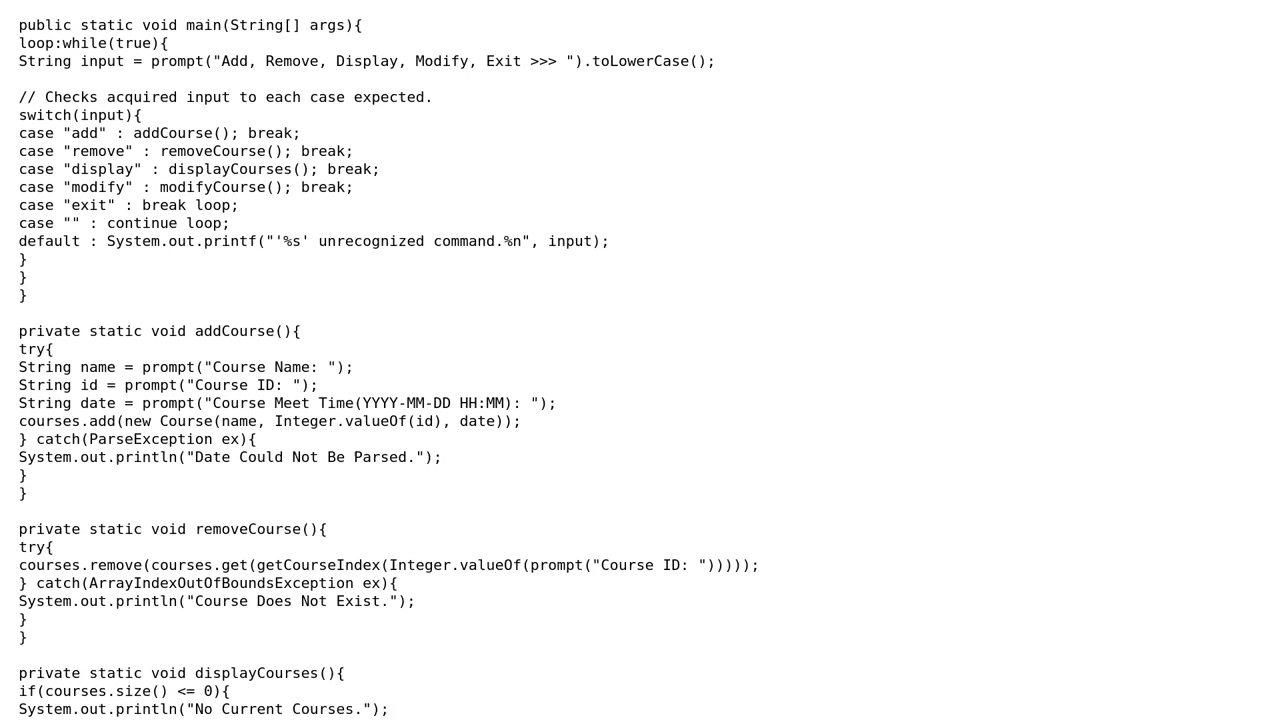 public static void main(String[] args){
loop:while(true){
String input = prompt("Add, Remove, Display, Modify, Exit >>> ").toLowerCase();
// Checks acquired input to each case expected.
switch(input){
case "add" : addCourse(); break;
case "remove" : removeCourse(); break;
case "display" : displayCourses(); break;
case "modify" : modifyCourse(); break;
case "exit" : break loop;
case "" : continue loop;
default : System.out.printf("'%s' unrecognized command.%n", input);
}
}
}
private static void addCourse(){
try{
String name = prompt("Course Name: ");
String id = prompt("Course ID: ");
String date = prompt("Course Meet Time(YYYY-MM-DD HH:MM): ");
courses.add(new Course(name, Integer.valueOf(id), date));
} catch(ParseException ex){
System.out.println("Date Could Not Be Parsed.");
}
}
private static void removeCourse(){
try{
courses.remove(courses.get(getCourseIndex(Integer.valueOf(prompt("Course ID: ")))));
} catch(ArrayIndexOutOfBoundsException ex){
System.out.println("Course Does Not Exist.");
}
}
private static void displayCourses(){
if(courses.size() <= 0){
System.out.println("No Current Courses.");